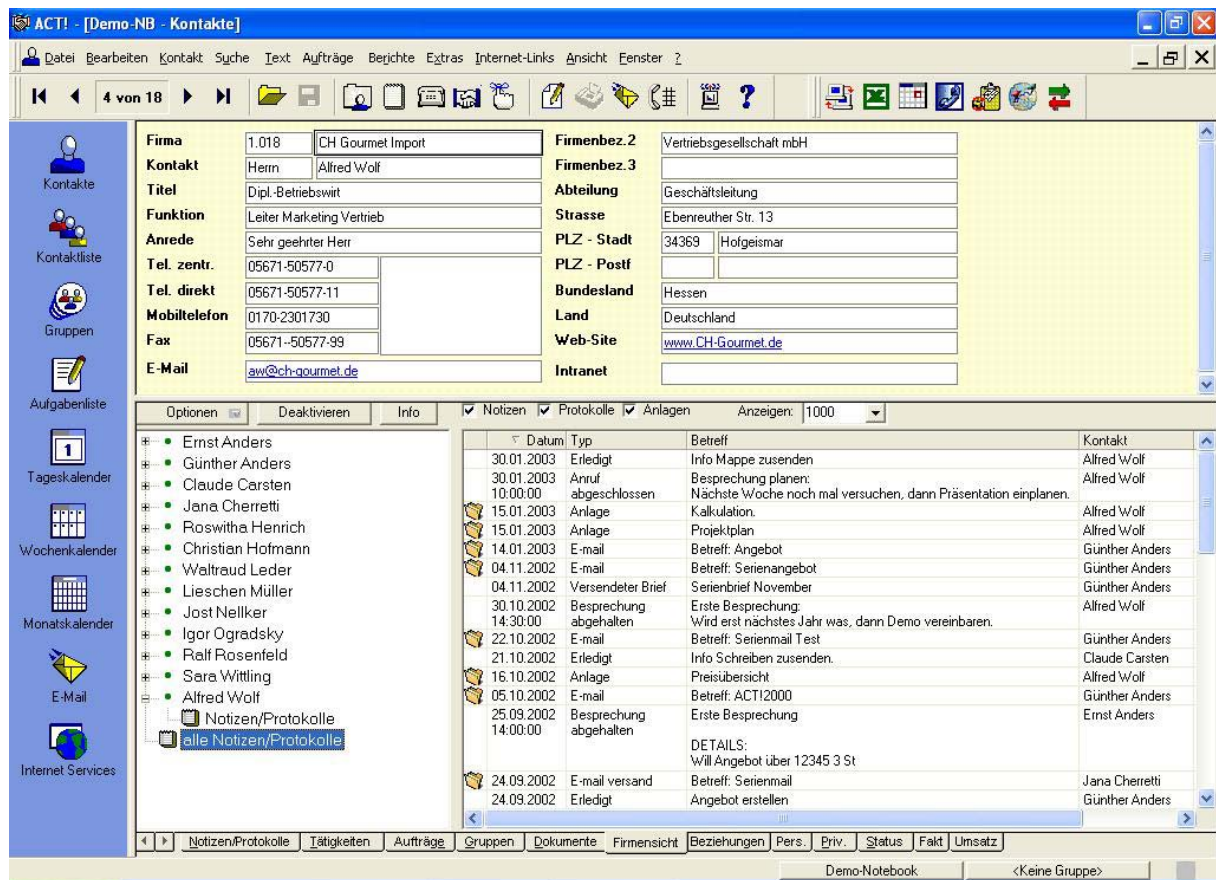 ACT! - [Demo-NB - Kontakte]
Datei Bearbeiten Kontakt Suche Text Aufträge Berichte Extras Internet-Links Ansicht Fenster ?
4 von 18
Kontakte
Kontaktliste
Gruppen
Aufgabenliste
Tageskalender
Wochenkalender
Monatskalender
E-Mail
Internet Services
Firma 1.018 CH Gourmet Import
Kontakt Herrn Alfred Wolf
Titel Dipl.-Betriebswirt
Funktion Leiter Marketing Vertrieb
Anrede Sehr geehrter Herr
Tel. zentr. 05671-50577-0
Tel. direkt 05671-50577-11
Mobiltelefon 0170-2301730
Fax 05671--50577-99
E-Mail aw@ch-gourmet.de
Firmenbez.2 Vertriebsgesellschaft mbH
Firmenbez.3
Abteilung Geschäftsleitung
Strasse Ebenreuther Str. 13
PLZ - Stadt 34369 Hofgeismar
PLZ - Postf
Bundesland Hessen
Land Deutschland
Web-Site www.CH-Gourmet.de
Intranet
Optionen Deaktivieren Info
Ernst Anders
Günther Anders
Claude Carsten
Jana Cherretti
Roswitha Henrich
Christian Hofmann
Waltraud Leder
Lieschen Müller
Jost Nellker
Igor Ogradsky
Ralf Rosenfeld
Sara Wittling
Alfred Wolf
Notizen/Protokolle
alle Notizen/Protokolle
Notizen Protokolle Anlagen Anzeigen: 1000
Datum Typ Betreff Kontakt
30.01.2003 Erledigt Info Mappe zusenden Alfred Wolf
30.01.2003 Anruf Besprechung planen: Alfred Wolf
10:00:00 abgeschlossen Nächste Woche noch mal versuchen, dann Präsentation einplanen.
15.01.2003 Anlage Kalkulation. Alfred Wolf
15.01.2003 Anlage Projektplan Alfred Wolf
14.01.2003 E-mail Betreff: Angebot Günther Anders
04.11.2002 E-mail Betreff: Serienangebot Günther Anders
04.11.2002 Versendeter Brief Serienbrief November Günther Anders
30.10.2002 Besprechung Erste Besprechung: Alfred Wolf
14:30:00 abgehalten Wird erst nächstes Jahr was, dann Demo vereinbaren.
22.10.2002 E-mail Betreff: Serienmail Test Günther Anders
21.10.2002 Erledigt Info Schreiben zusenden. Claude Carsten
16.10.2002 Anlage Preisübersicht Alfred Wolf
05.10.2002 E-mail Betreff: ACT!2000 Günther Anders
25.09.2002 Besprechung Erste Besprechung Ernst Anders
14:00:00 abgehalten
DETAILS:
Will Angebot über 12345 3 St
24.09.2002 E-mail versand Betreff: Serienmail Jana Cherretti
24.09.2002 Erledigt Angebot erstellen Günther Anders
Notizen/Protokolle Tätigkeiten Aufträge Gruppen Dokumente Firmensicht Beziehungen Pers. Priv. Status Fakt Umsatz
Demo-Notebook <Keine Gruppe>